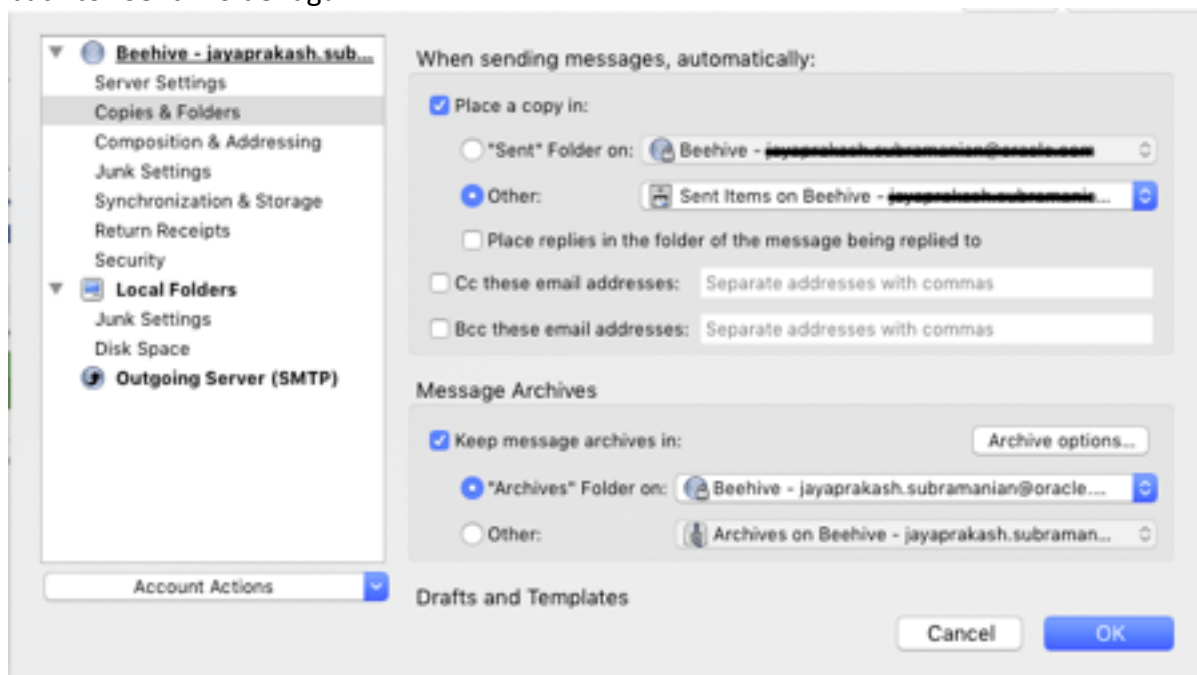 Beehive - jayaprakash.sub...
Server Settings
Copies & Folders
Composition & Addressing
Junk Settings
Synchronization & Storage
Return Receipts
Security
Local Folders
Junk Settings
Disk Space
Outgoing Server (SMTP)
Account Actions
When sending messages, automatically:
Place a copy in:
"Sent" Folder on: Beehive -
Other: Sent Items on Beehive -
Place replies in the folder of the message being replied to
Cc these email addresses: Separate addresses with commas
Bcc these email addresses: Separate addresses with commas
Message Archives
Keep message archives in: Archive options...
"Archives" Folder on: Beehive - jayaprakash.subramanian@oracle....
Other: Archives on Beehive - jayaprakash.subraman...
Drafts and Templates
Cancel OK